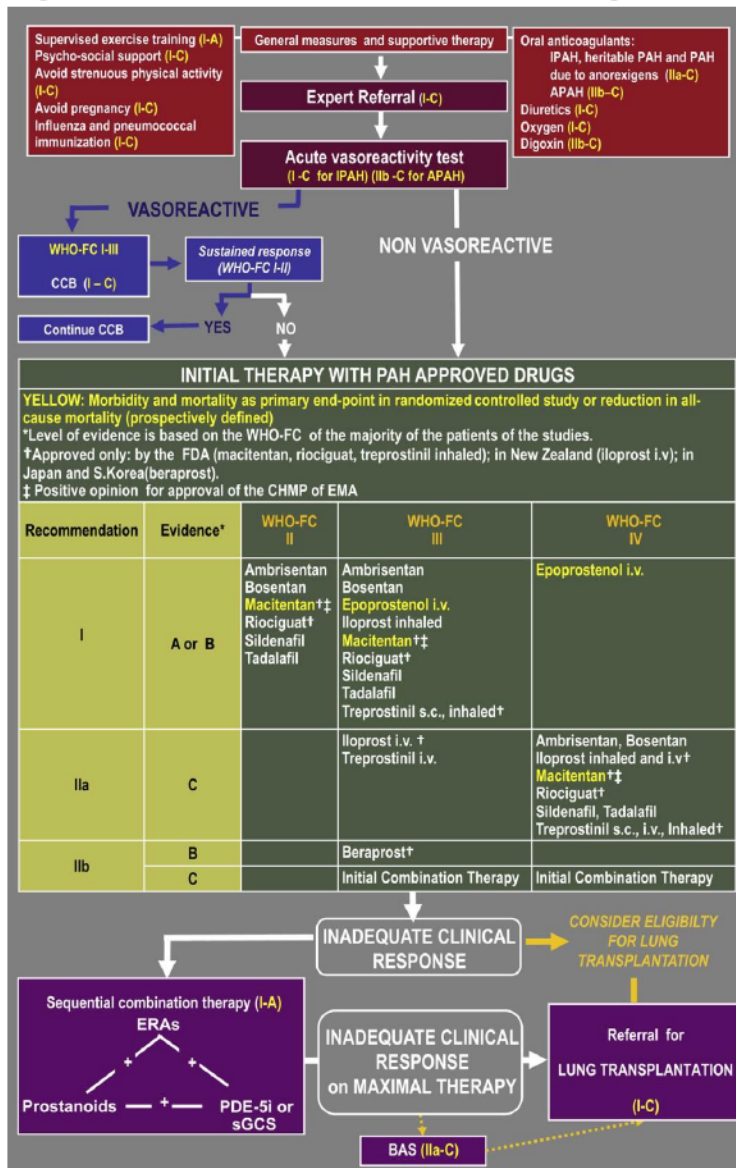 Supervised exercise training (I-A)
Psycho-social support (I-C)
Avoid strenuous physical activity
(I-C)
Avoid pregnancy (I-C)
Influenza and pneumococcal
immunization (I-C)
General measures and supportive therapy
Oral anticoagulants:
IPAH, heritable PAH and PAH
due to anorexigens (IIa-C)
APAH (IIb-C)
Diuretics (I-C)
Oxygen (I-C)
Digoxin (IIb-C)
Expert Referral (I-C)
Acute vasoreactivity test
(I -C for IPAH) (IIb -C for APAH)
VASOREACTIVE
NON VASOREACTIVE
WHO-FC I-III
CCB (I – C)
Sustained response
(WHO-FC I-II)
Continue CCB
YES
NO
INITIAL THERAPY WITH PAH APPROVED DRUGS
YELLOW: Morbidity and mortality as primary end-point in randomized controlled study or reduction in all-
cause mortality (prospectively defined)
*Level of evidence is based on the WHO-FC of the majority of the patients of the studies.
†Approved only: by the FDA (macitentan, riociguat, treprostinil inhaled); in New Zealand (iloprost i.v); in
Japan and S.Korea(beraprost).
‡ Positive opinion for approval of the CHMP of EMA
Recommendation
Evidence*
WHO-FC
II
WHO-FC
III
WHO-FC
IV
I
A or B
Ambrisentan
Bosentan
Macitentan†‡
Riociguat†
Sildenafil
Tadalafil
Ambrisentan
Bosentan
Epoprostenol i.v.
Iloprost inhaled
Macitentan†‡
Riociguat†
Sildenafil
Tadalafil
Treprostinil s.c., inhaled†
Epoprostenol i.v.
IIa
C
Iloprost i.v. †
Treprostinil i.v.
Ambrisentan, Bosentan
Iloprost inhaled and i.v†
Macitentan†‡
Riociguat†
Sildenafil, Tadalafil
Treprostinil s.c., i.v., Inhaled†
IIb
B
Beraprost†
C
Initial Combination Therapy
Initial Combination Therapy
INADEQUATE CLINICAL
RESPONSE
CONSIDER ELIGIBILTY
FOR LUNG
TRANSPLANTATION
Sequential combination therapy (I-A)
ERAs
+
+
Prostanoids
+
PDE-5i or
sGCS
INADEQUATE CLINICAL
RESPONSE
on MAXIMAL THERAPY
Referral for
LUNG TRANSPLANTATION
(I-C)
BAS (IIa-C)